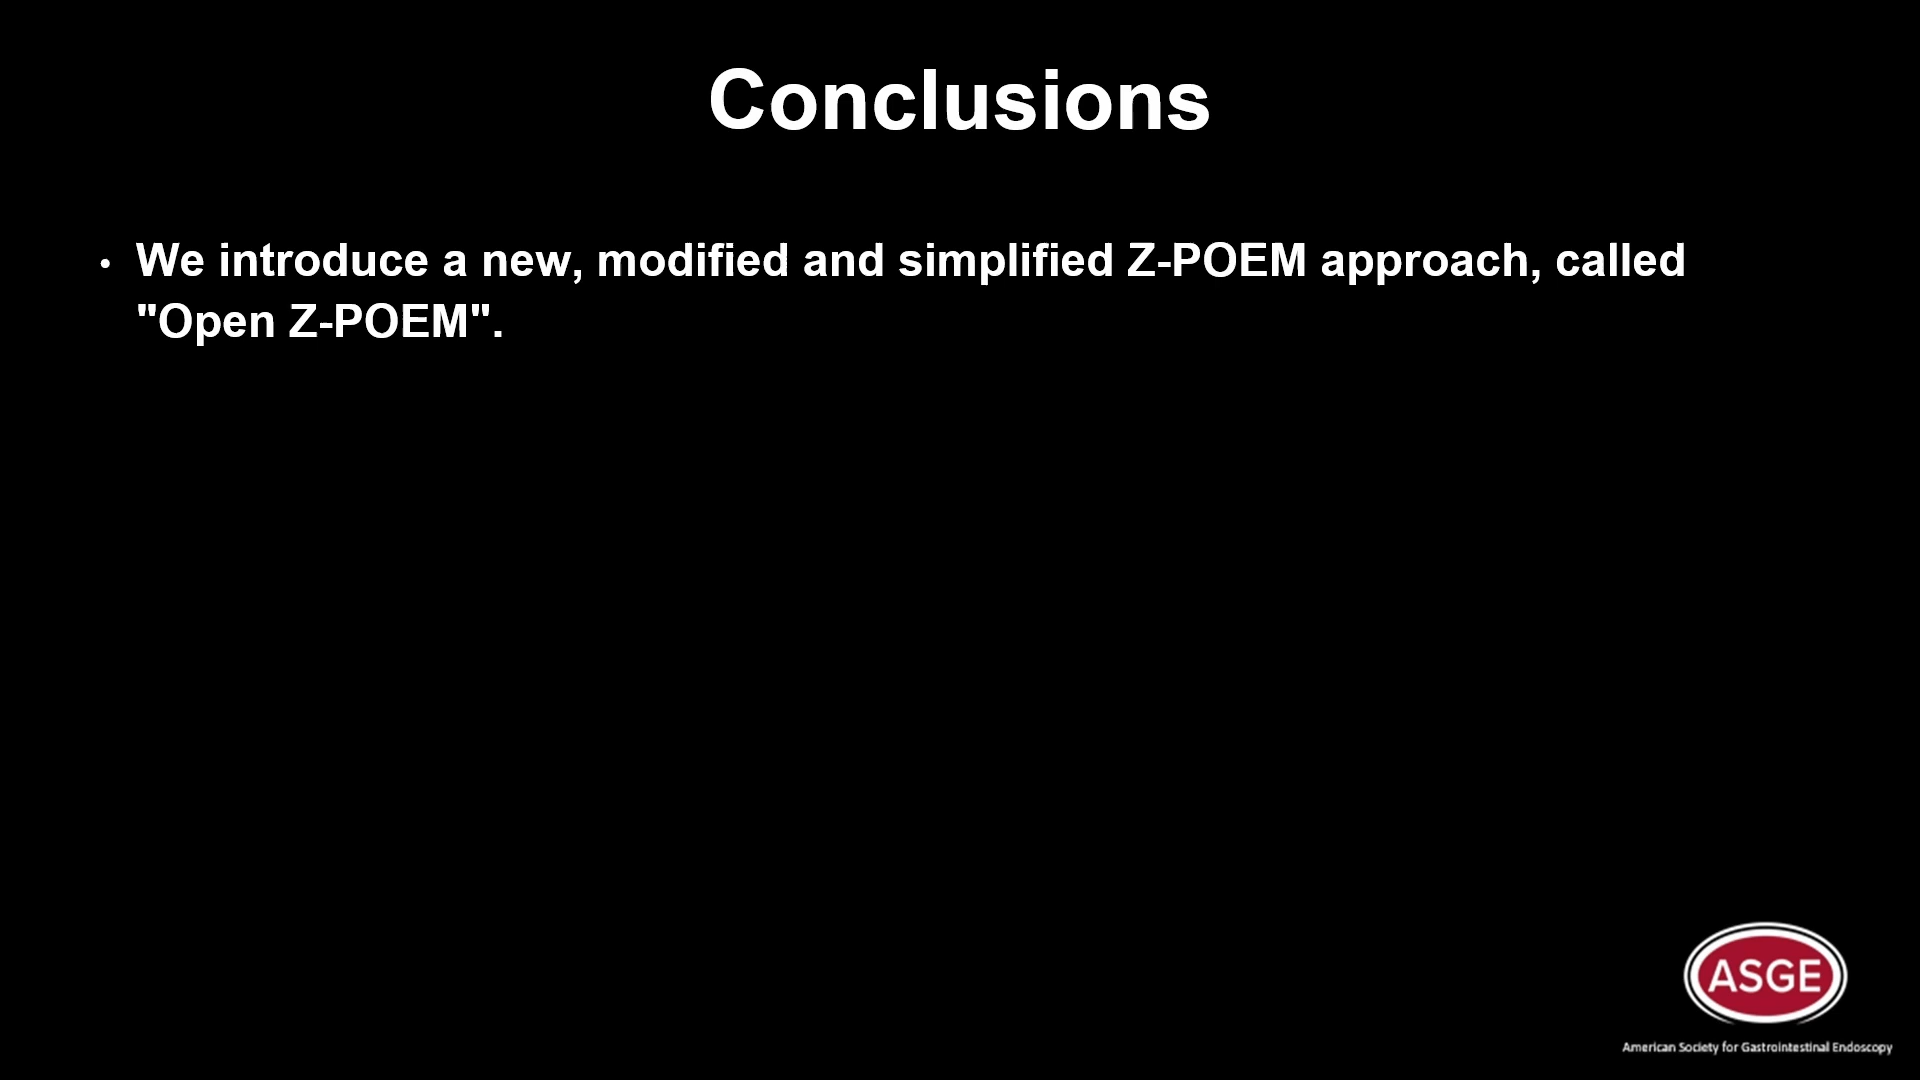 Conclusions
• We introduce a new, modified and simplified Z-POEM approach, called
"Open Z-POEM".
ASGE
American Society for Gastrointestinal Endoscopy